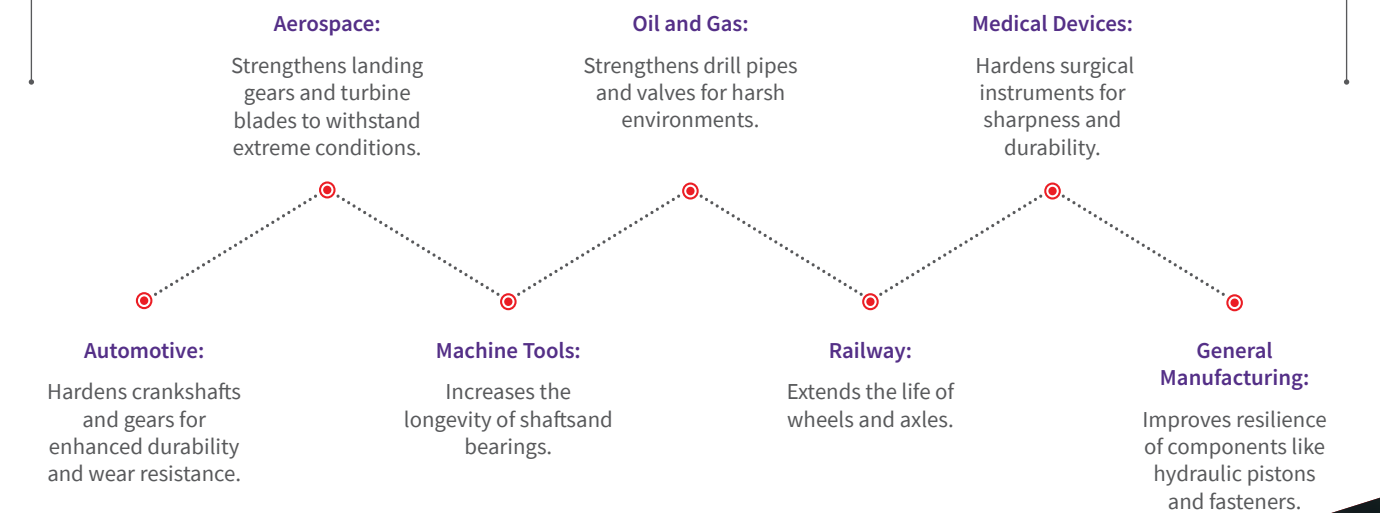 Aerospace:
Strengthens landing
gears and turbine
blades to withstand
extreme conditions.
Oil and Gas:
Strengthens drill pipes
and valves for harsh
environments.
Medical Devices:
Hardens surgical
instruments for
sharpness and
durability.
Automotive:
Hardens crankshafts
and gears for
enhanced durability
and wear resistance.
Machine Tools:
Increases the
longevity of shaftsand
bearings.
Railway:
Extends the life of
wheels and axles.
General
Manufacturing:
Improves resilience
of components like
hydraulic pistons
and fasteners.